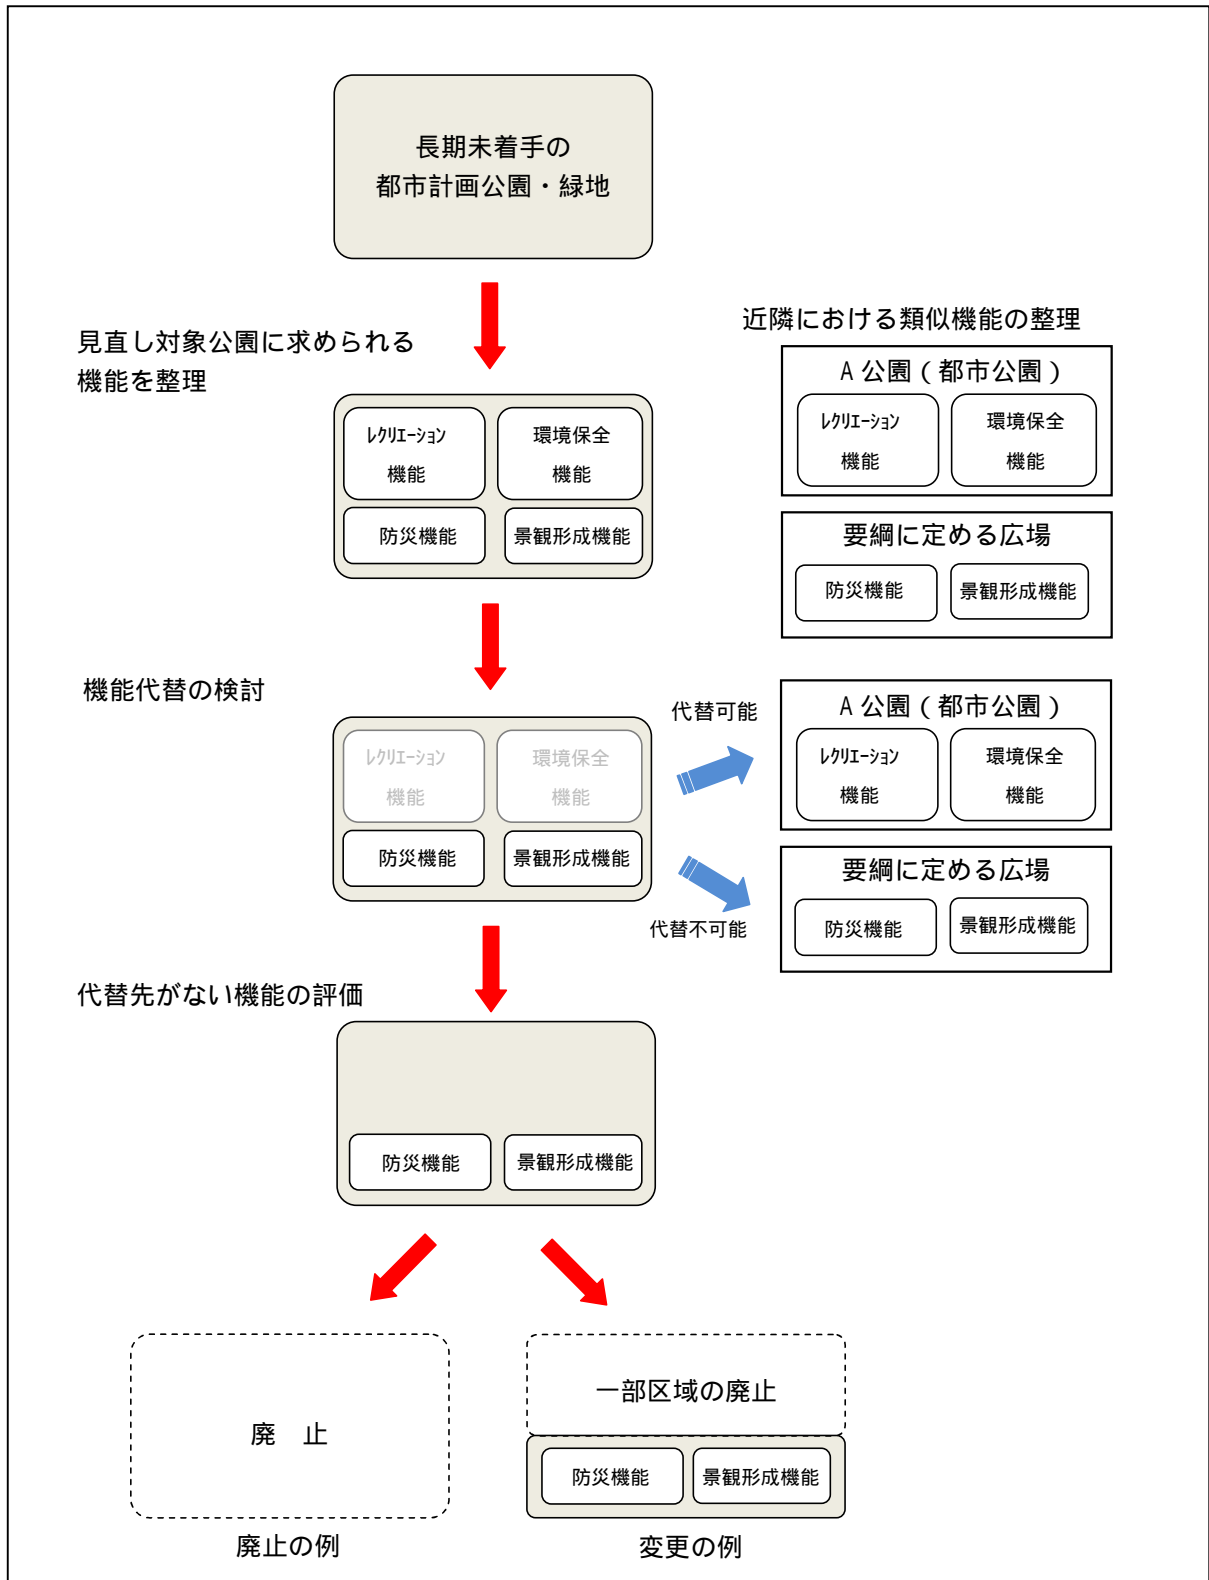 長期未着手の
都市計画公園・緑地
見直し対象公園に求められる
機能を整理
ﾚｸﾘｴｰｼｮﾝ
機能
環境保全
機能
防災機能
景観形成機能
近隣における類似機能の整理
A 公園（都市公園）
ﾚｸﾘｴｰｼｮﾝ
機能
環境保全
機能
要綱に定める広場
防災機能
景観形成機能
機能代替の検討
ﾚｸﾘｴｰｼｮﾝ
機能
環境保全
機能
防災機能
景観形成機能
代替可能
代替不可能
A 公園（都市公園）
ﾚｸﾘｴｰｼｮﾝ
機能
環境保全
機能
要綱に定める広場
防災機能
景観形成機能
代替先がない機能の評価
防災機能
景観形成機能
廃　止
廃止の例
一部区域の廃止
防災機能
景観形成機能
変更の例